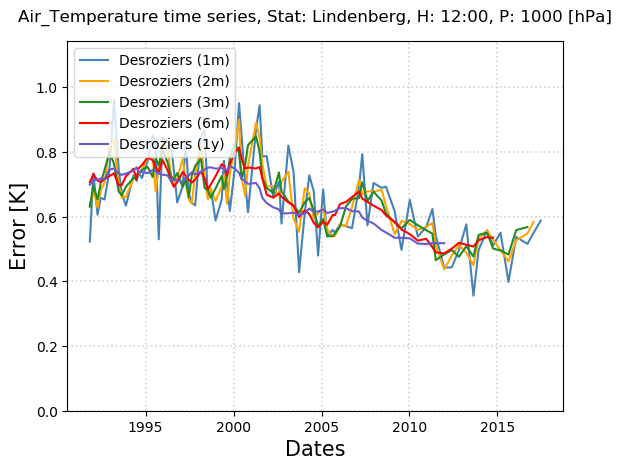 Air_Temperature time series, Stat: Lindenberg, H: 12:00, P: 1000 [hPa]
Desroziers (1m)
Desroziers (2m)
Desroziers (3m)
Desroziers (6m)
Desroziers (1y)
Error [K]
1.0
0.8
0.6
0.4
0.2
0.0
1995 2000 2005 2010 2015
Dates